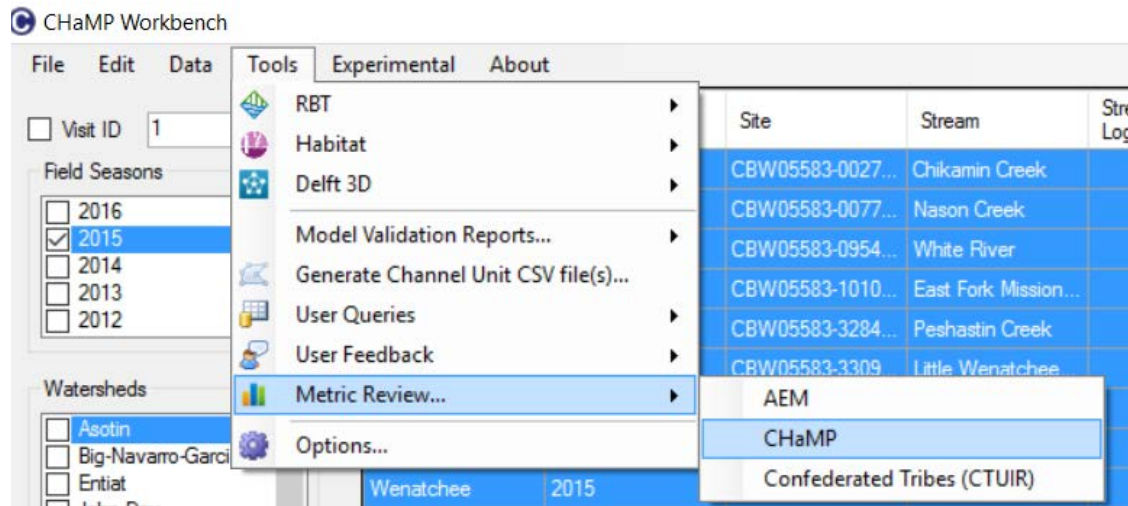 CHaMP Workbench
File Edit Data Tools Experimental About
Visit ID 1
Field Seasons
2016
2015
2014
2013
2012
Watersheds
Asotin
Big-Navarro-Garci
Entiat
RBT
Habitat
Delft 3D
Model Validation Reports...
Generate Channel Unit CSV file(s)...
User Queries
User Feedback
Metric Review...
Options...
AEM
CHaMP
Confederated Tribes (CTUIR)
Site Stream
CBW05583-0027... Chikamin Creek
CBW05583-0077... Nason Creek
CBW05583-0954... White River
CBW05583-1010... East Fork Mission...
CBW05583-3284... Peshastin Creek
CBW05583-3309... Little Wenatchee
Wenatchee 2015